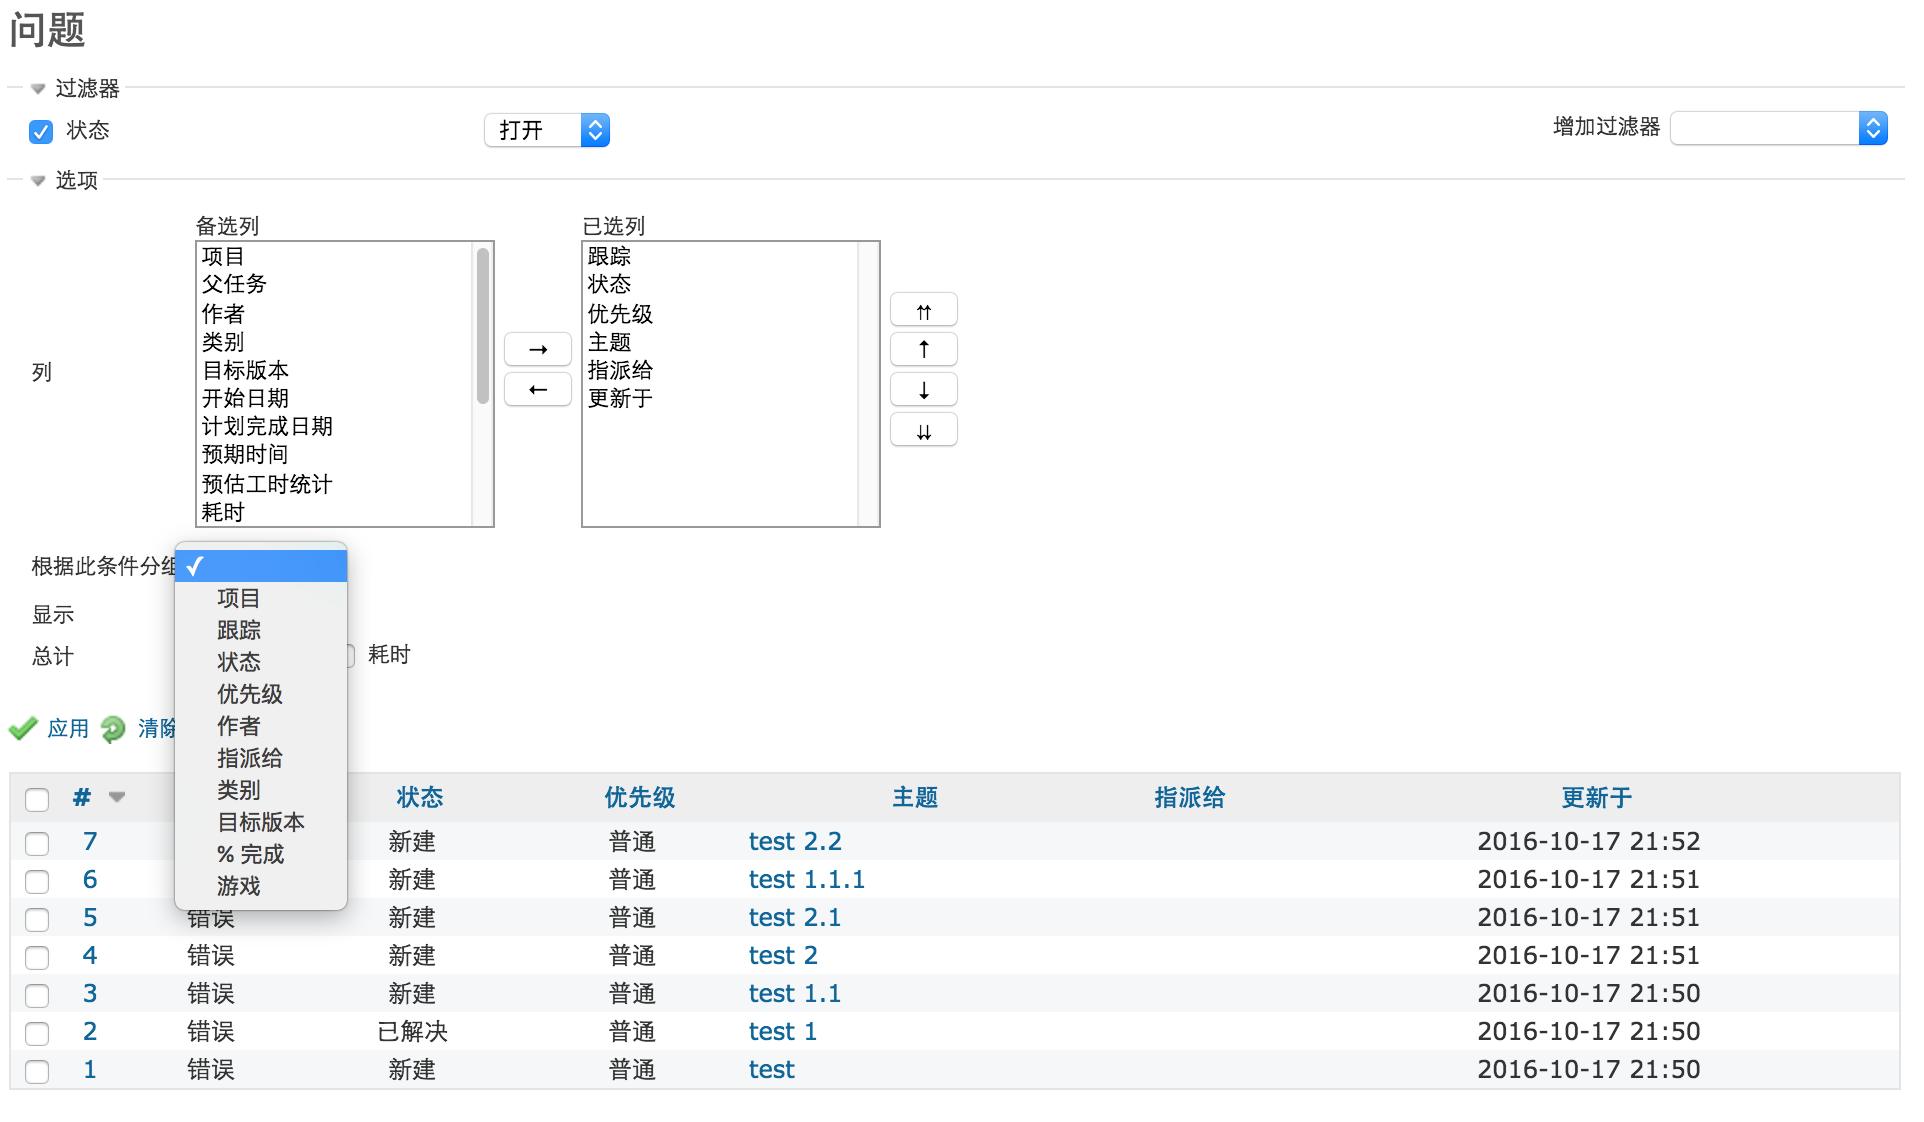 问题
过滤器
状态 打开 增加过滤器
选项
备选列 已选列
列
项目
父任务
作者
类别
目标版本
开始日期
计划完成日期
预期时间
预估工时统计
耗时
→
←
跟踪
状态
优先级
主题
指派给
更新于
⇈
↑
↓
⇊
根据此条件分组
✓
项目
跟踪
状态
优先级
作者
指派给
类别
目标版本
% 完成
游戏
显示
总计 耗时
应用 清除
# 状态 优先级 主题 指派给 更新于
7 新建 普通 test 2.2 2016-10-17 21:52
6 新建 普通 test 1.1.1 2016-10-17 21:51
5 错误 新建 普通 test 2.1 2016-10-17 21:51
4 错误 新建 普通 test 2 2016-10-17 21:51
3 错误 新建 普通 test 1.1 2016-10-17 21:50
2 错误 已解决 普通 test 1 2016-10-17 21:50
1 错误 新建 普通 test 2016-10-17 21:50